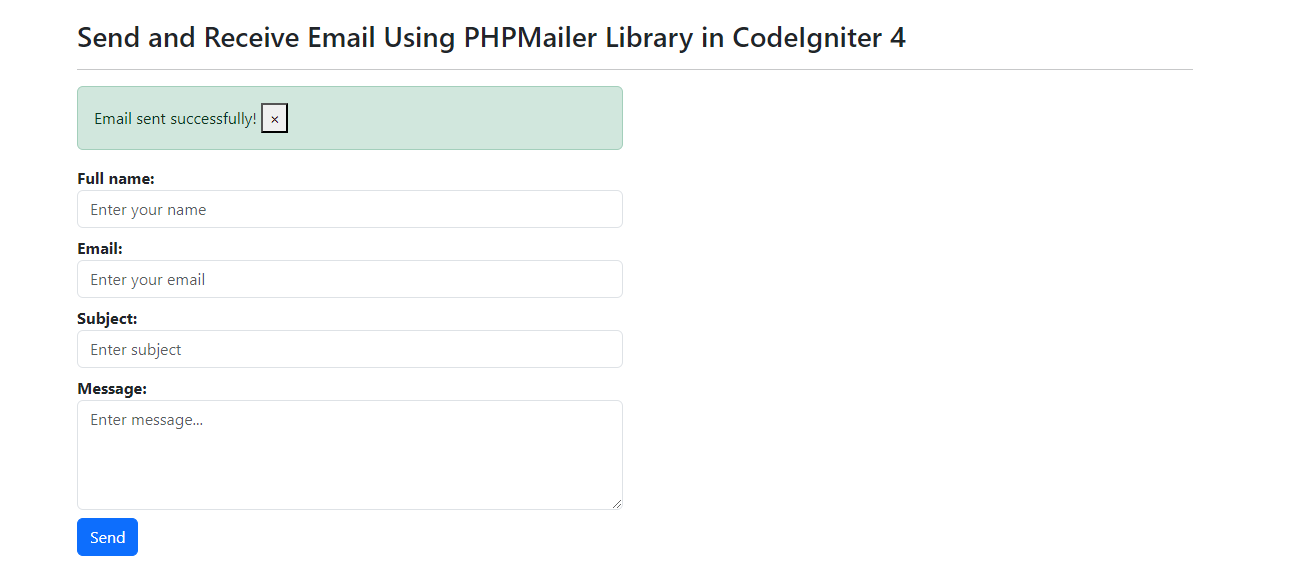 Send and Receive Email Using PHPMailer Library in CodeIgniter 4
Email sent successfully! ×
Full name:
Enter your name
Email:
Enter your email
Subject:
Enter subject
Message:
Enter message...
Send